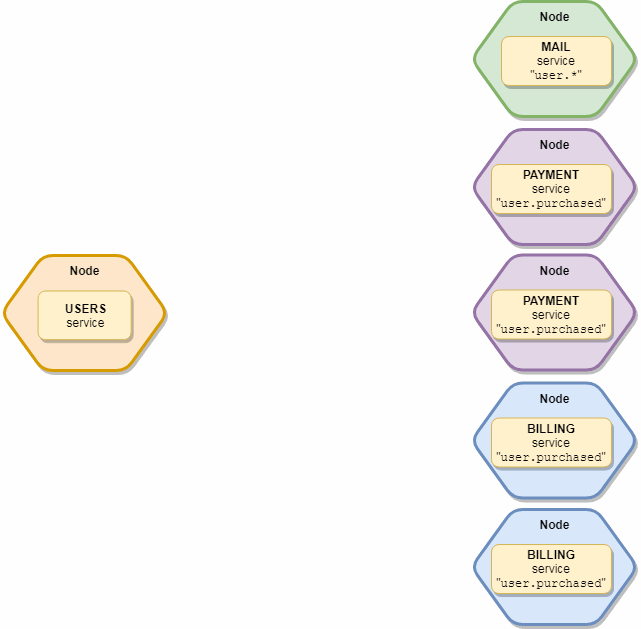 Node
MAIL
service
"user.*"
Node
PAYMENT
service
"user.purchased"
Node
USERS
service
Node
PAYMENT
service
"user.purchased"
Node
BILLING
service
"user.purchased"
Node
BILLING
service
"user.purchased"